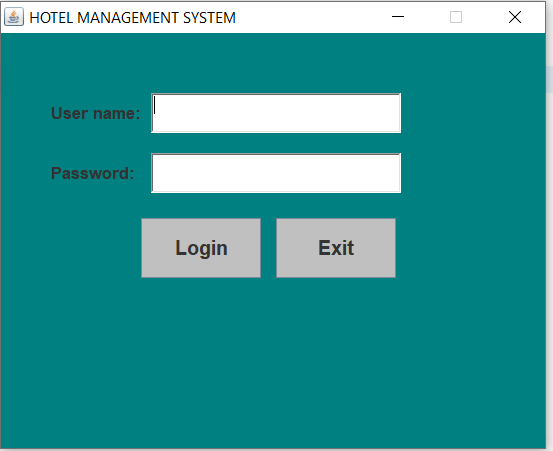 HOTEL MANAGEMENT SYSTEM
User name:
Password:
Login Exit